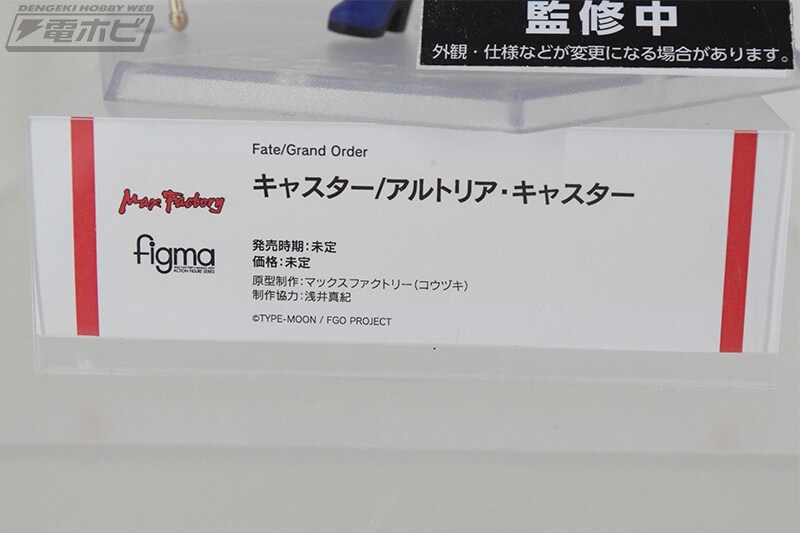 DENGEKI HOBBY WEB
電ホビ
監修中
外観・仕様などが変更になる場合があります。
Fate/Grand Order
キャスター/アルトリア・キャスター
Max Factory
figma
ACTION FIGURE SERIES
発売時期:未定
価格:未定
原型制作:マックスファクトリー(コウヅキ)
制作協力:浅井真紀
©TYPE-MOON / FGO PROJECT